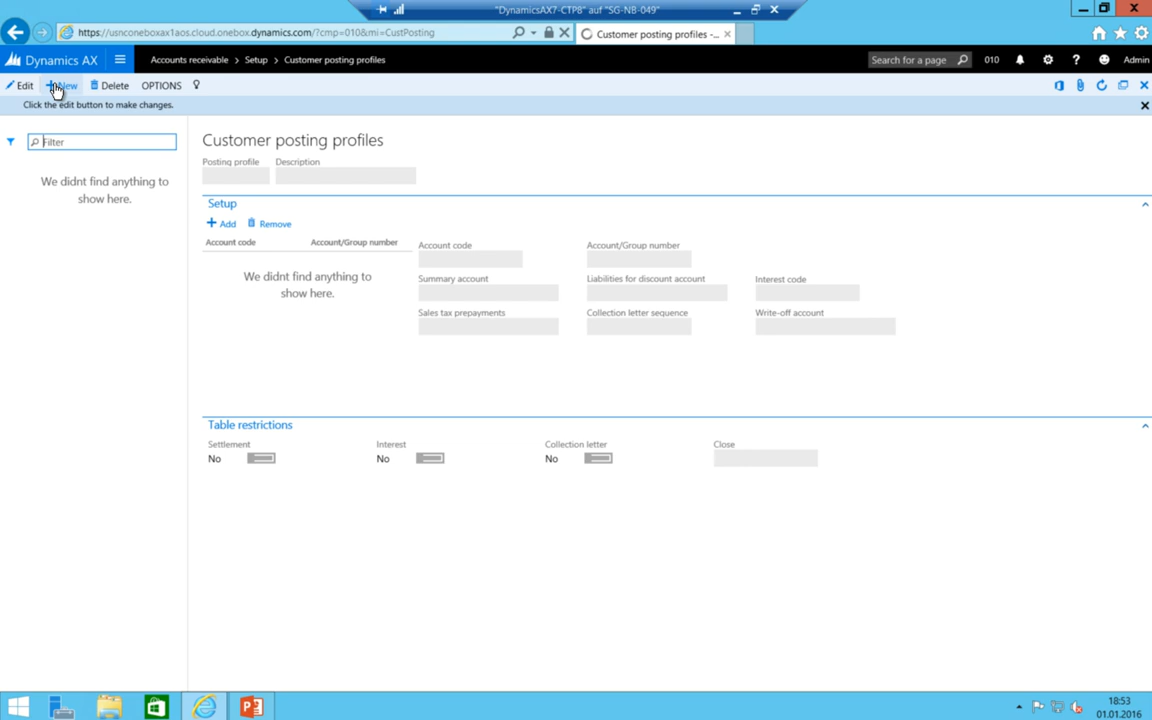 "DynamicsAX7-CTP8" auf "SG-NB-049"
https://usnconeboxax1aos.cloud.onebox.dynamics.com/?cmp=010&mi=CustPosting
Customer posting profiles -...
Dynamics AX
Accounts receivable > Setup > Customer posting profiles
Search for a page
010
Admin
Edit
New
Delete
OPTIONS
Click the edit button to make changes.
Filter
We didnt find anything to
show here.
Customer posting profiles
Posting profile Description
Setup
Add Remove
Account code Account/Group number
We didnt find anything to
show here.
Account code Account/Group number
Summary account Liabilities for discount account Interest code
Sales tax prepayments Collection letter sequence Write-off account
Table restrictions
Settlement Interest Collection letter Close
No No No
18:53
01.01.2016